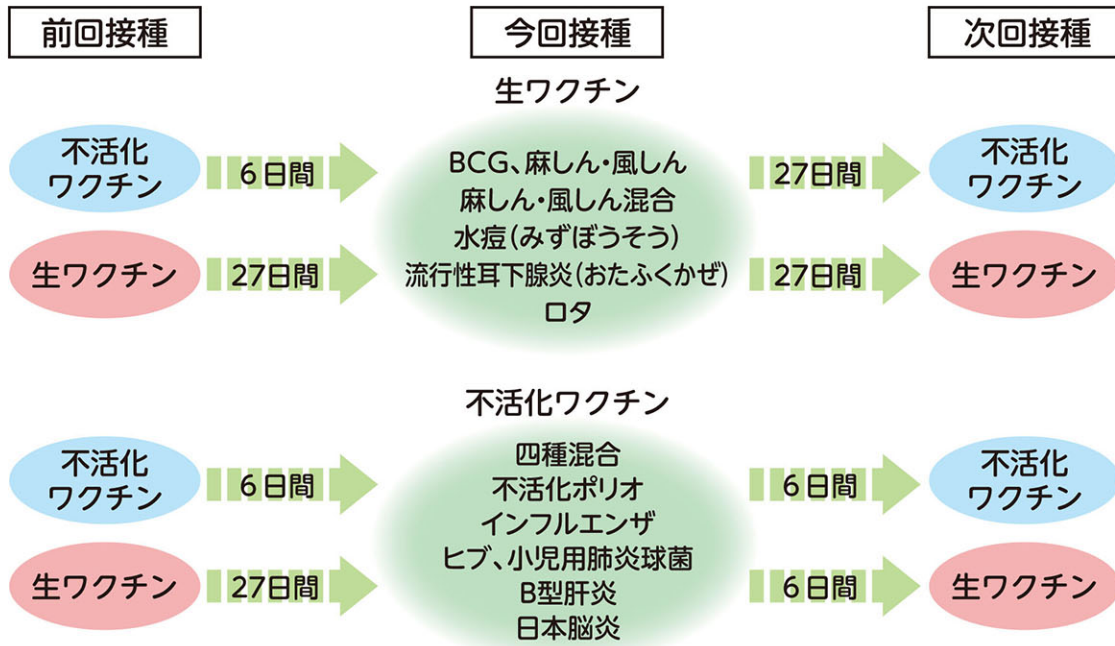 前回接種
今回接種
次回接種
生ワクチン
不活化
ワクチン
6日間
BCG、麻しん・風しん
麻しん・風しん混合
水痘(みずぼうそう)
流行性耳下腺炎(おたふくかぜ)
ロタ
27日間
不活化
ワクチン
生ワクチン
27日間
27日間
生ワクチン
不活化ワクチン
不活化
ワクチン
6日間
四種混合
不活化ポリオ
インフルエンザ
ヒブ、小児用肺炎球菌
B型肝炎
日本脳炎
6日間
不活化
ワクチン
生ワクチン
27日間
6日間
生ワクチン